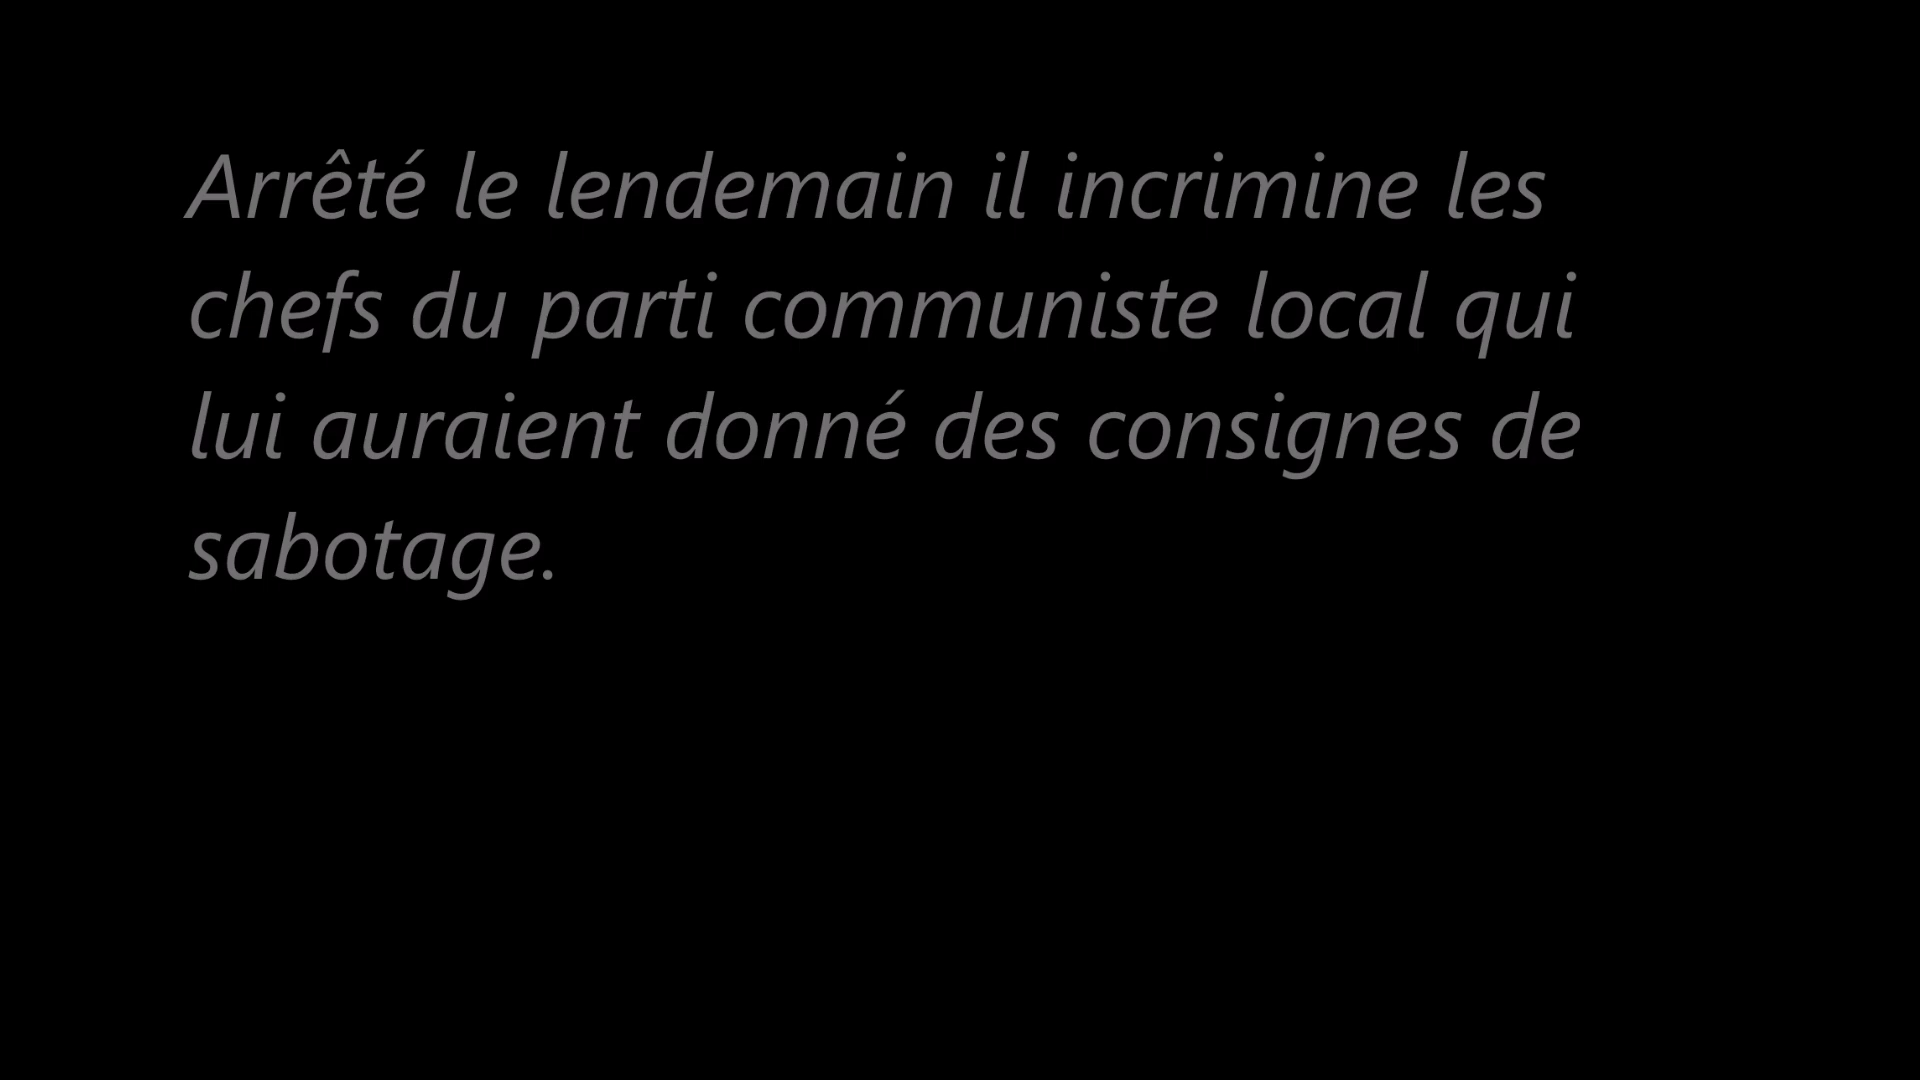 Arrêté le lendemain il incrimine les
chefs du parti communiste local qui
lui auraient donné des consignes de
sabotage.